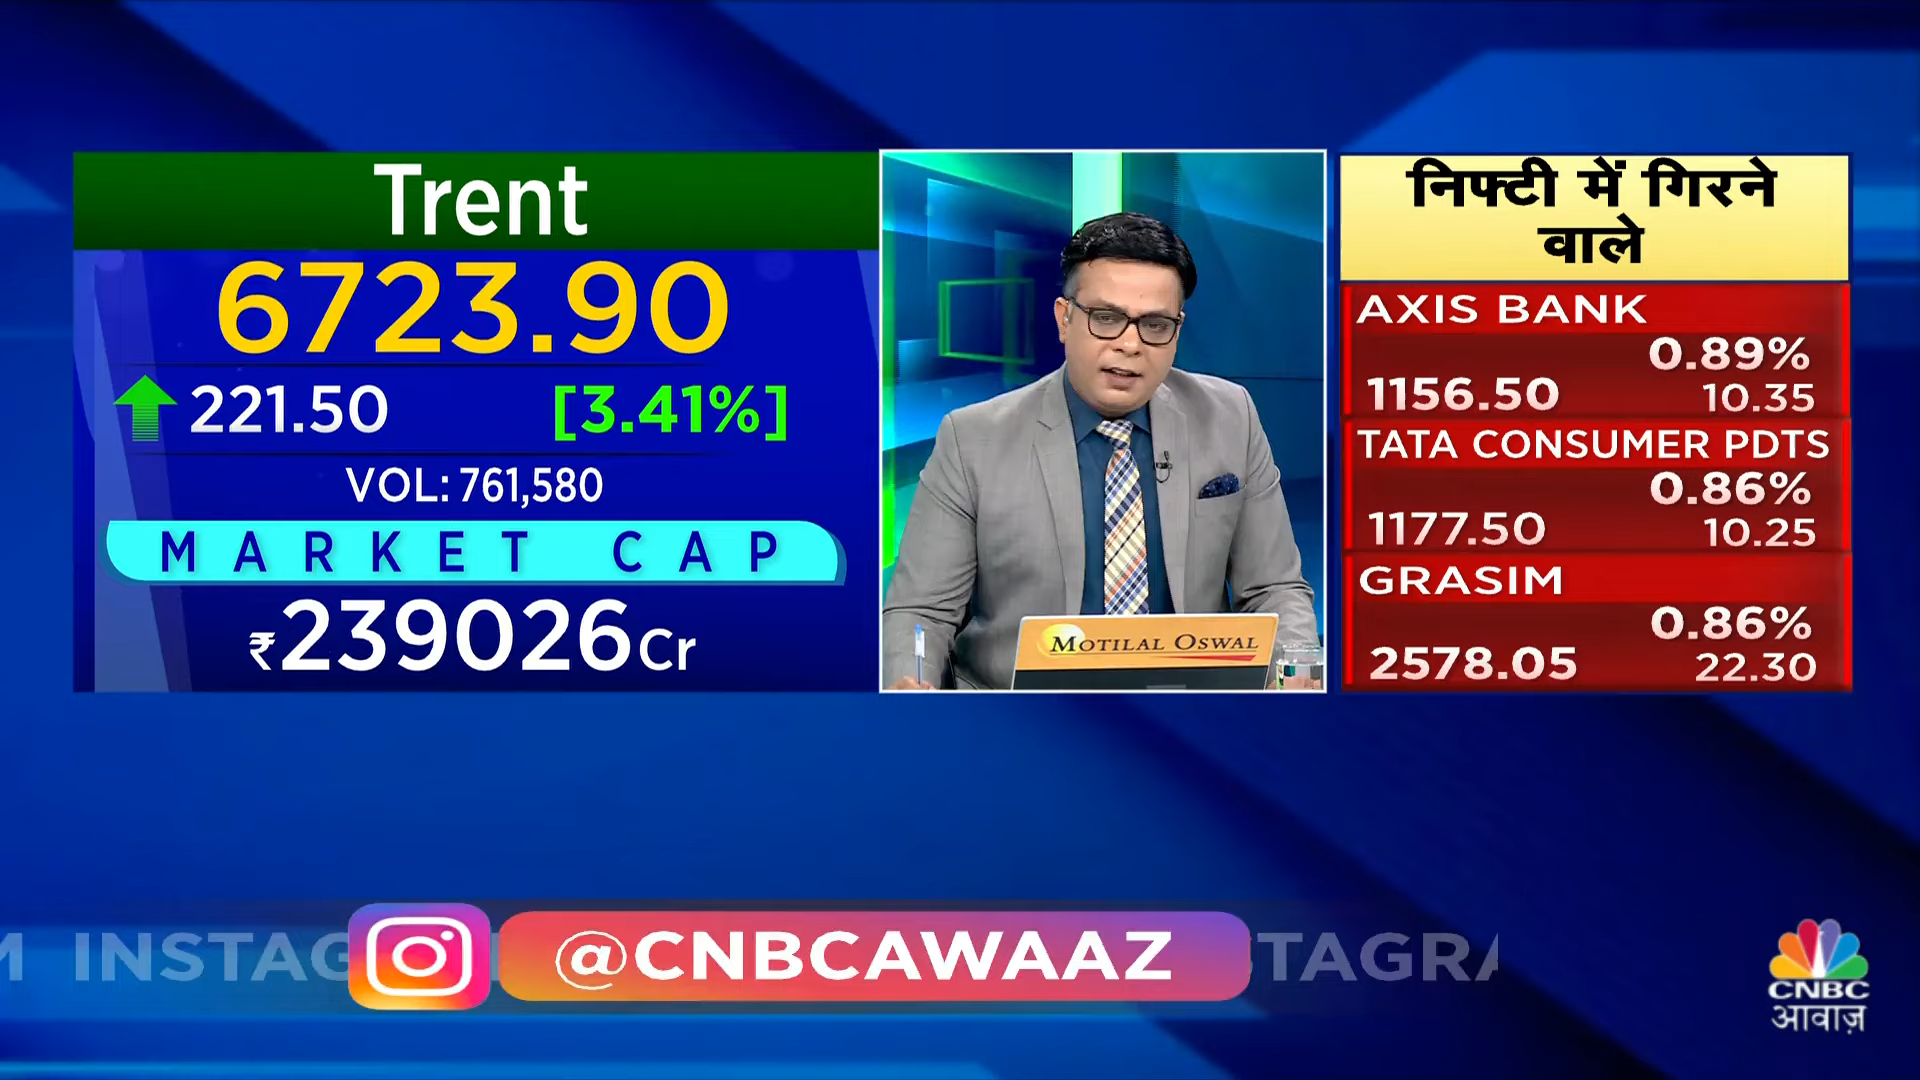 Trent
6723.90
221.50 [3.41%]
VOL: 761,580
MARKET CAP
₹239026Cr
MOTILAL OSWAL
निफ्टी में गिरने
वाले
AXIS BANK
0.89%
1156.50 10.35
TATA CONSUMER PDTS
0.86%
1177.50 10.25
GRASIM
0.86%
2578.05 22.30
M INSTAG @CNBCAWAAZ STAGRA
CNBC
आवाज़